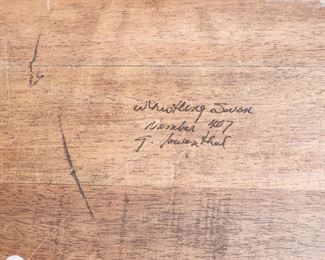 Whistling Swan
Number 407
J. Lowenthal